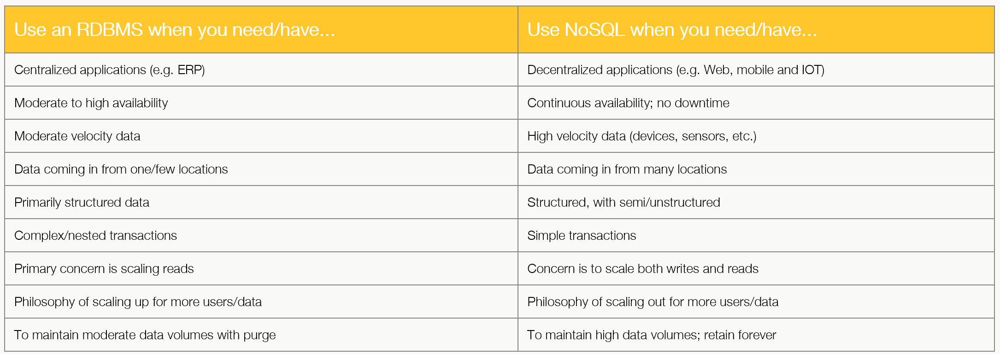 Use an RDBMS when you need/have...
Use NoSQL when you need/have...
Centralized applications (e.g. ERP)
Decentralized applications (e.g. Web, mobile and IOT)
Moderate to high availability
Continuous availability; no downtime
Moderate velocity data
High velocity data (devices, sensors, etc.)
Data coming in from one/few locations
Data coming in from many locations
Primarily structured data
Structured, with semi/unstructured
Complex/nested transactions
Simple transactions
Primary concern is scaling reads
Concern is to scale both writes and reads
Philosophy of scaling up for more users/data
Philosophy of scaling out for more users/data
To maintain moderate data volumes with purge
To maintain high data volumes; retain forever